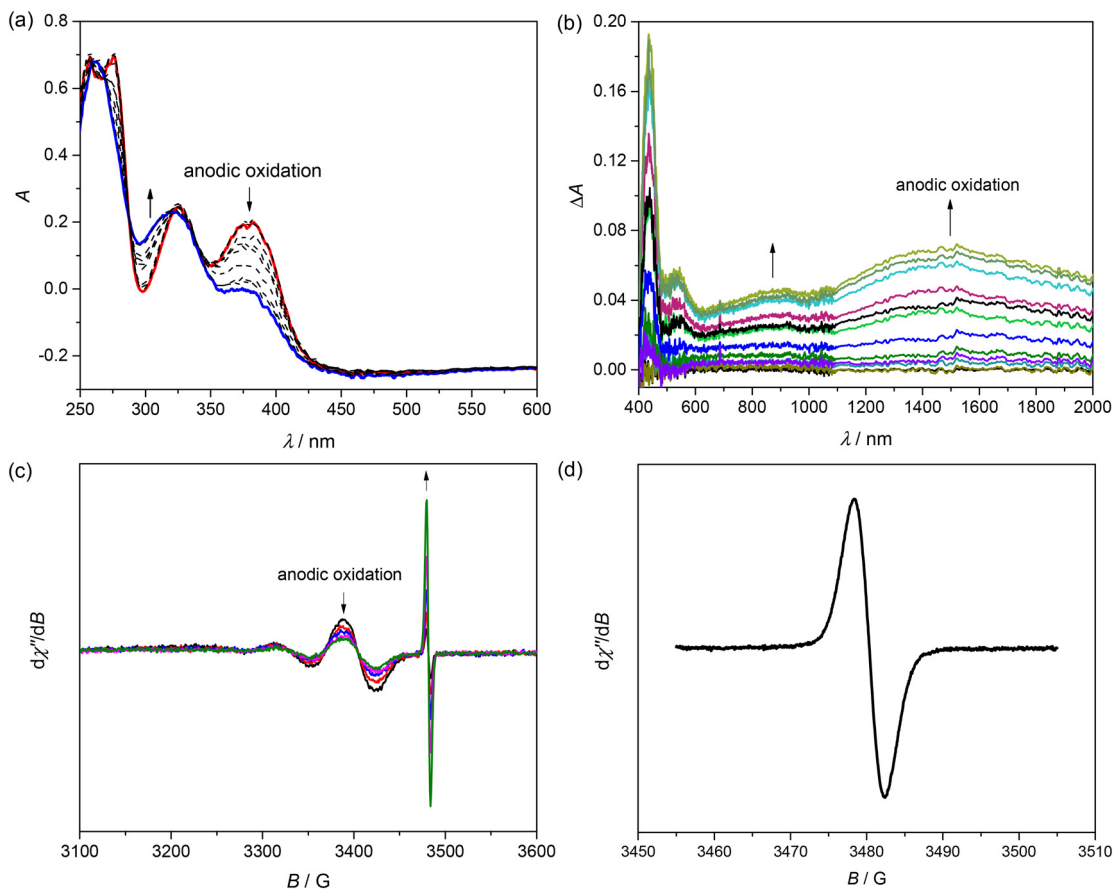 (a)
0.8
0.6
0.4
0.2
0.0
-0.2
A
anodic oxidation
250 300 350 400 450 500 550 600
λ / nm
(b)
0.20
0.16
0.12
0.08
0.04
0.00
ΔA
anodic oxidation
400 600 800 1000 1200 1400 1600 1800 2000
λ / nm
(c)
dχ''/dB
anodic oxidation
3100 3200 3300 3400 3500 3600
B / G
(d)
dχ''/dB
3450 3460 3470 3480 3490 3500 3510
B / G